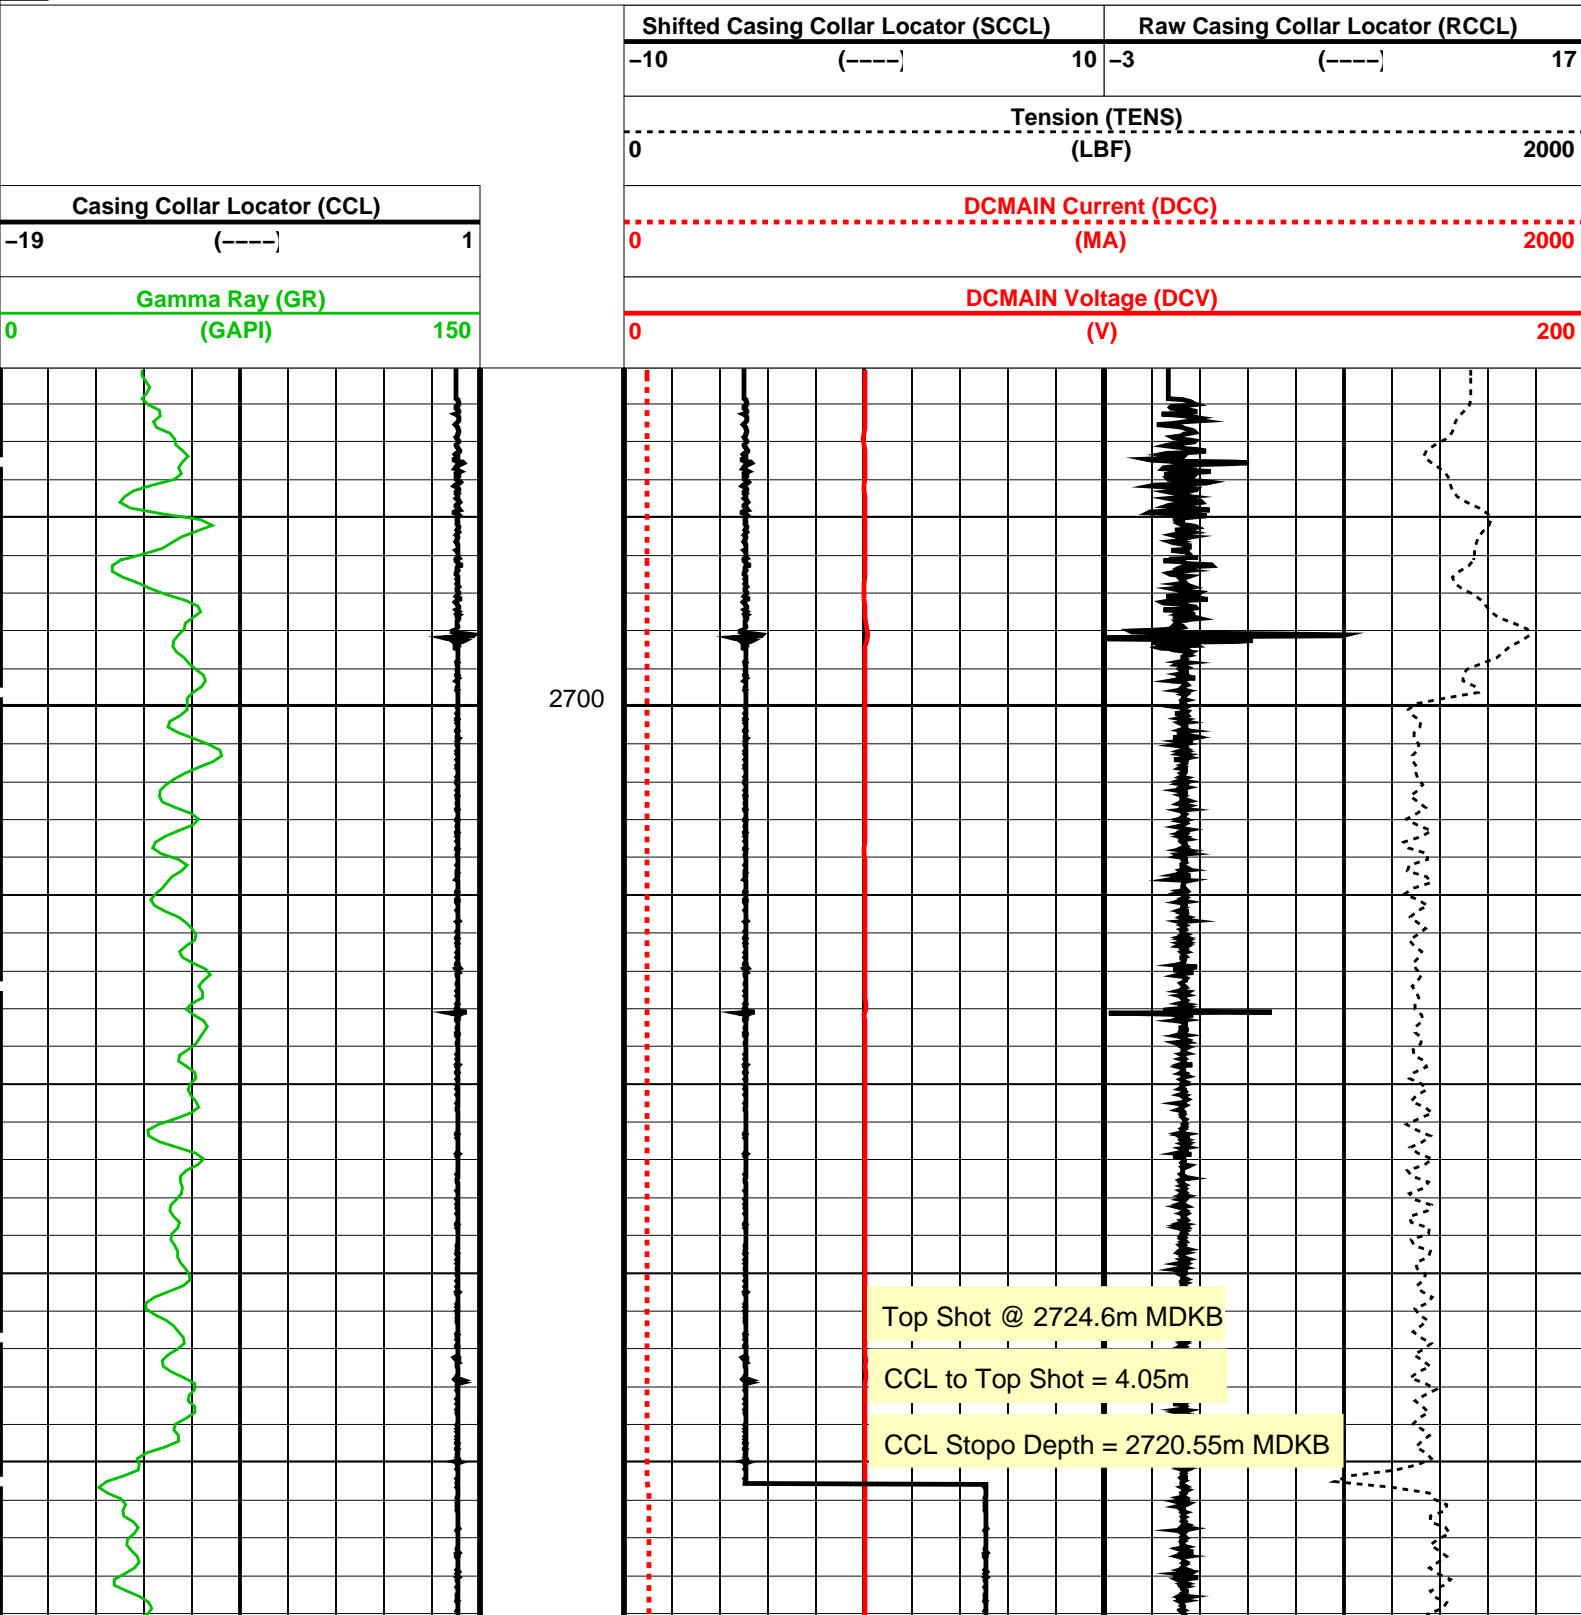 Shifted Casing Collar Locator (SCCL) Raw Casing Collar Locator (RCCL)
−10 (−−−−) 10 −3 (−−−−) 17
Tension (TENS)
0 (LBF) 2000
Casing Collar Locator (CCL) DCMAIN Current (DCC)
−19 (−−−−) 1 0 (MA) 2000
Gamma Ray (GR) DCMAIN Voltage (DCV)
0 (GAPI) 150 0 (V) 200
2700
Top Shot @ 2724.6m MDKB
CCL to Top Shot = 4.05m
CCL Stopo Depth = 2720.55m MDKB